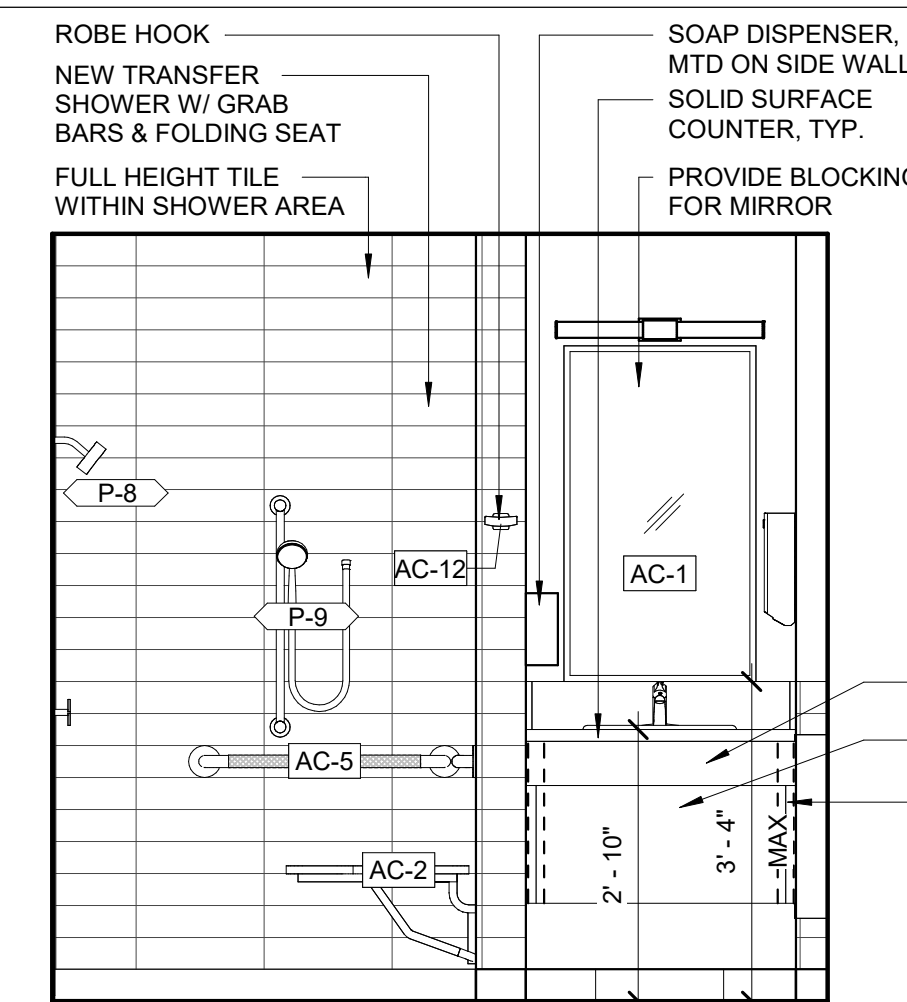 ROBE HOOK
NEW TRANSFER
SHOWER W/ GRAB
BARS & FOLDING SEAT
FULL HEIGHT TILE
WITHIN SHOWER AREA
SOAP DISPENSER,
MTD ON SIDE WALL
SOLID SURFACE
COUNTER, TYP.
PROVIDE BLOCKING
FOR MIRROR
P-8
AC-12
AC-1
P-9
AC-5
AC-2
2' - 10"
3' - 4"
MAX